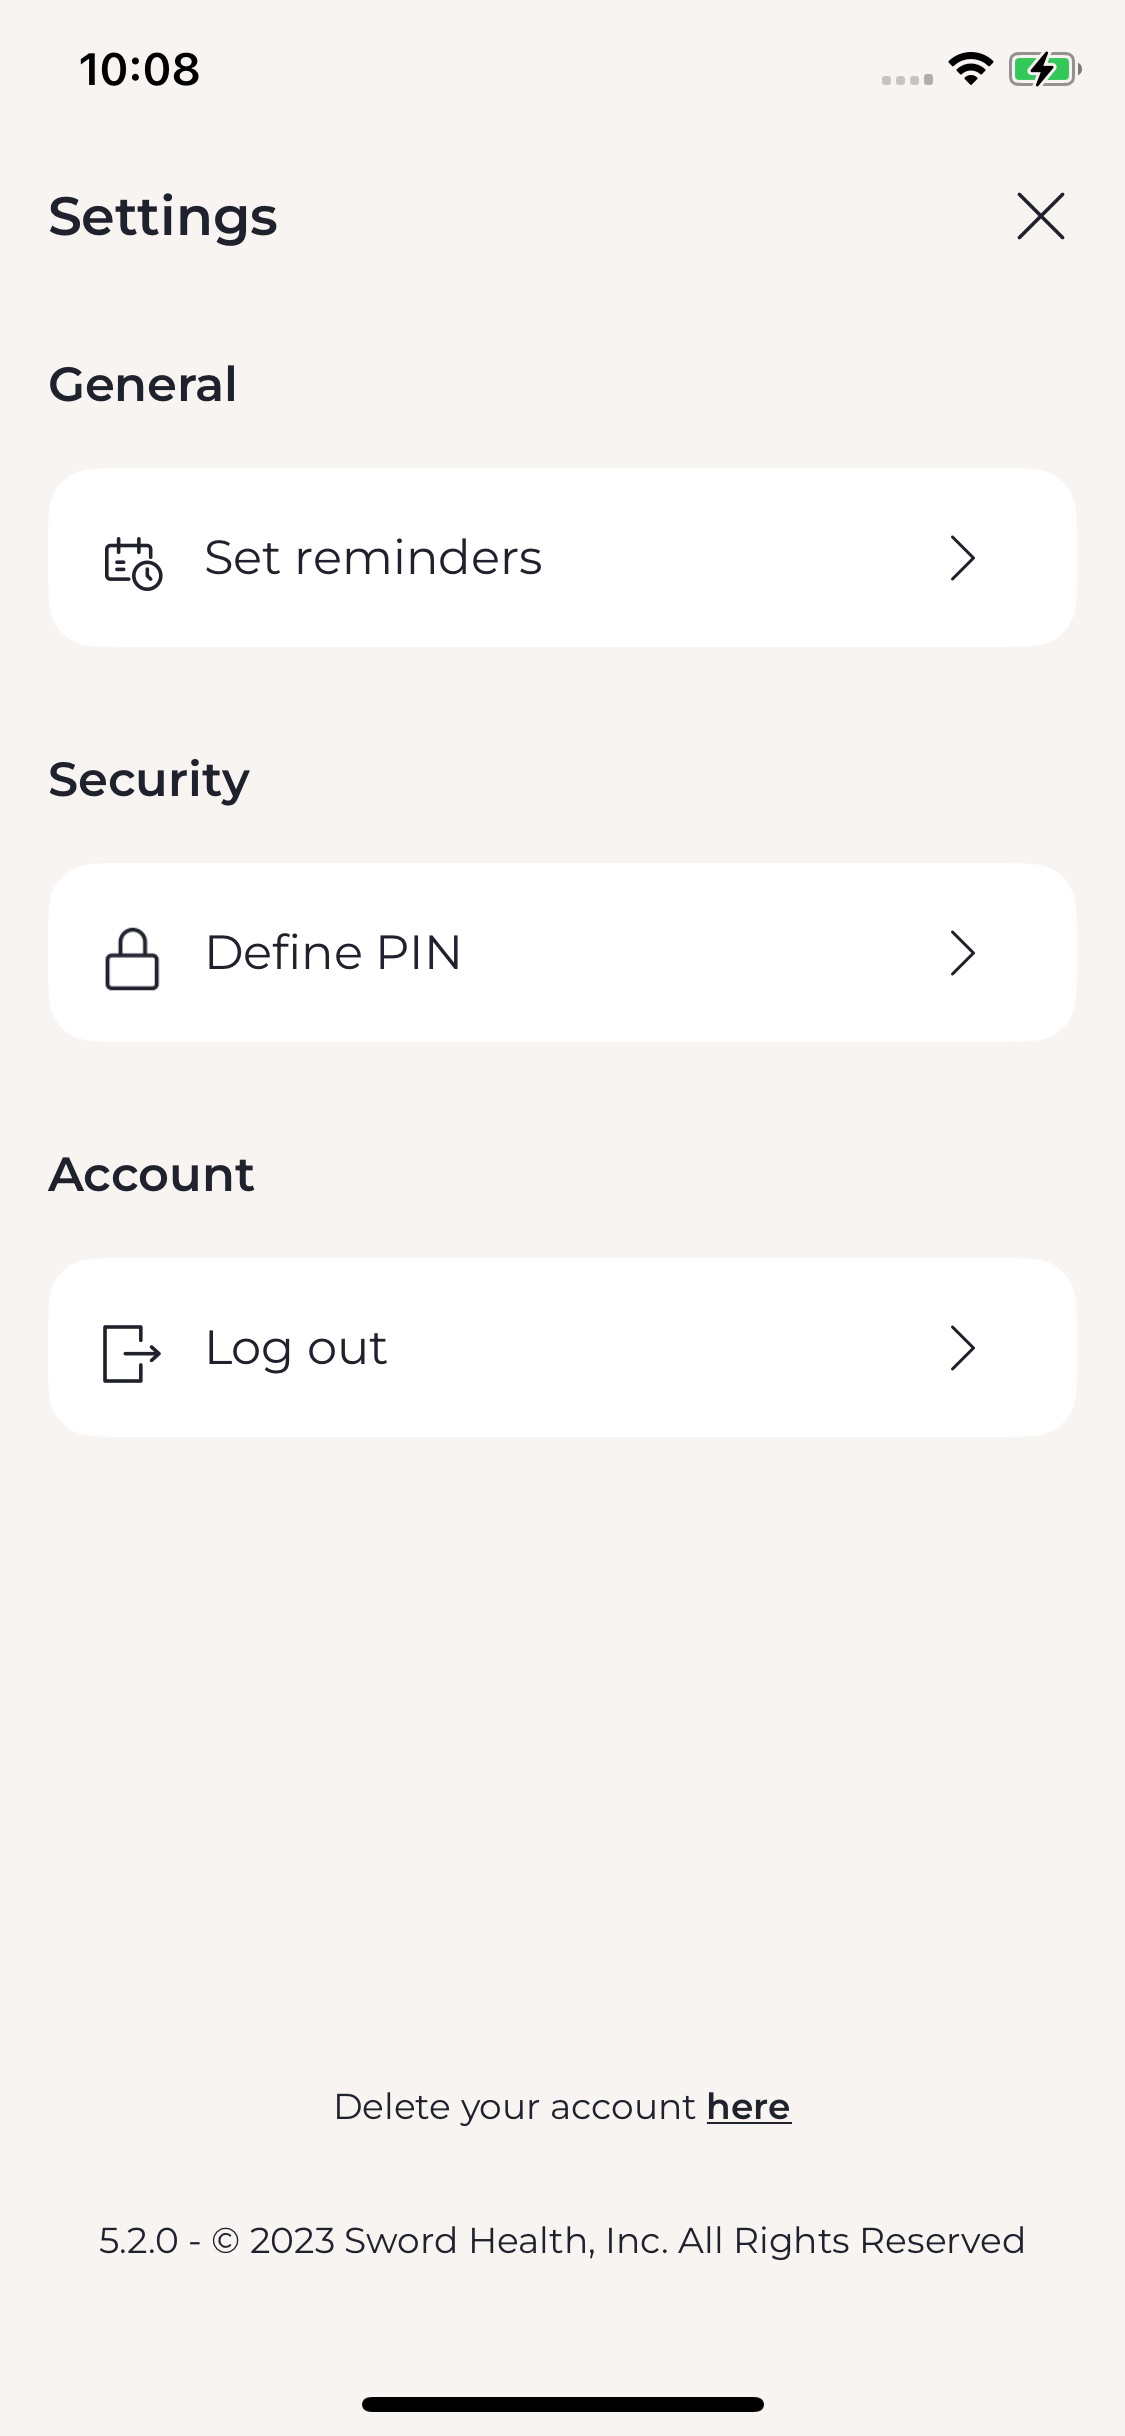 10:08
Settings
General
Set reminders
Security
Define PIN
Account
Log out
Delete your account here
5.2.0 - © 2023 Sword Health, Inc. All Rights Reserved